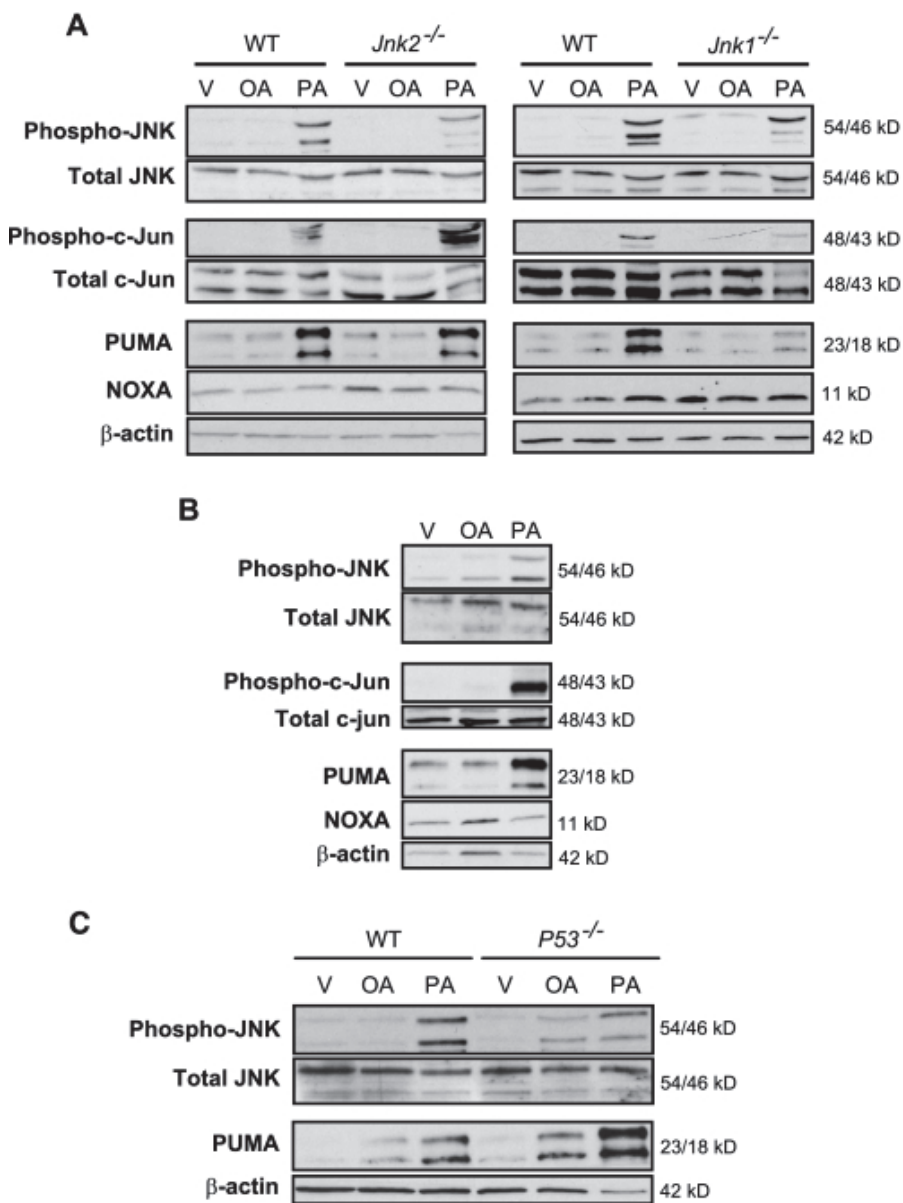 A
WT Jnk2-/- WT Jnk1-/-
V OA PA V OA PA V OA PA V OA PA
Phospho-JNK 54/46 kD
Total JNK 54/46 kD
Phospho-c-Jun 48/43 kD
Total c-Jun 48/43 kD
PUMA 23/18 kD
NOXA 11 kD
β-actin 42 kD
B
V OA PA
Phospho-JNK 54/46 kD
Total JNK 54/46 kD
Phospho-c-Jun 48/43 kD
Total c-jun 48/43 kD
PUMA 23/18 kD
NOXA 11 kD
β-actin 42 kD
C
WT P53-/-
V OA PA V OA PA
Phospho-JNK 54/46 kD
Total JNK 54/46 kD
PUMA 23/18 kD
β-actin 42 kD